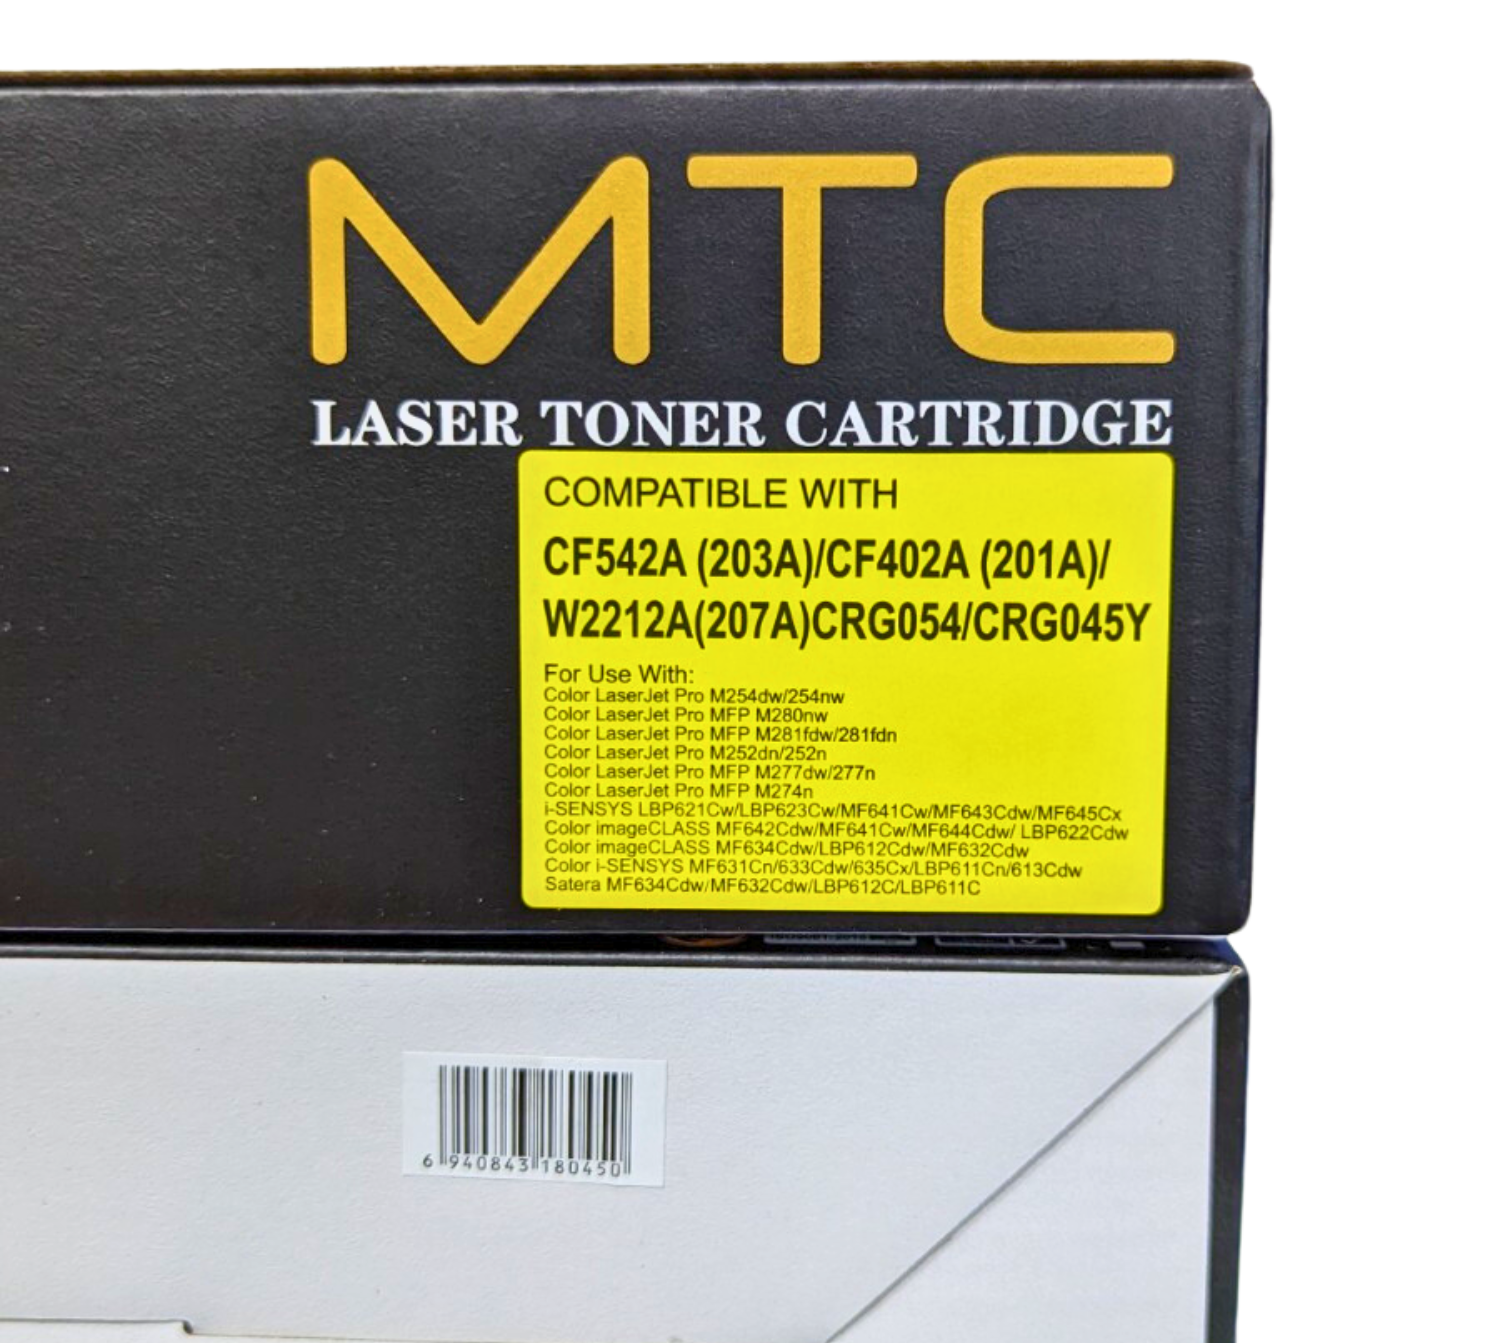 MTC
LASER TONER CARTRIDGE
COMPATIBLE WITH
CF542A (203A)/CF402A (201A)/
W2212A(207A)CRG054/CRG045Y
For Use With:
Color LaserJet Pro M254dw/254nw
Color LaserJet Pro MFP M280nw
Color LaserJet Pro MFP M281fdw/281fdn
Color LaserJet Pro M252dn/252n
Color LaserJet Pro MFP M277dw/277n
Color LaserJet Pro MFP M274n
i-SENSYS LBP621Cw/LBP623Cw/MF641Cw/MF643Cdw/MF645Cx
Color imageCLASS MF642Cdw/MF641Cw/MF644Cdw/ LBP622Cdw
Color imageCLASS MF634Cdw/LBP612Cdw/MF632Cdw
Color i-SENSYS MF631Cn/633Cdw/635Cx/LBP611Cn/613Cdw
Satera MF634Cdw/MF632Cdw/LBP612C/LBP611C
6 940843 180450